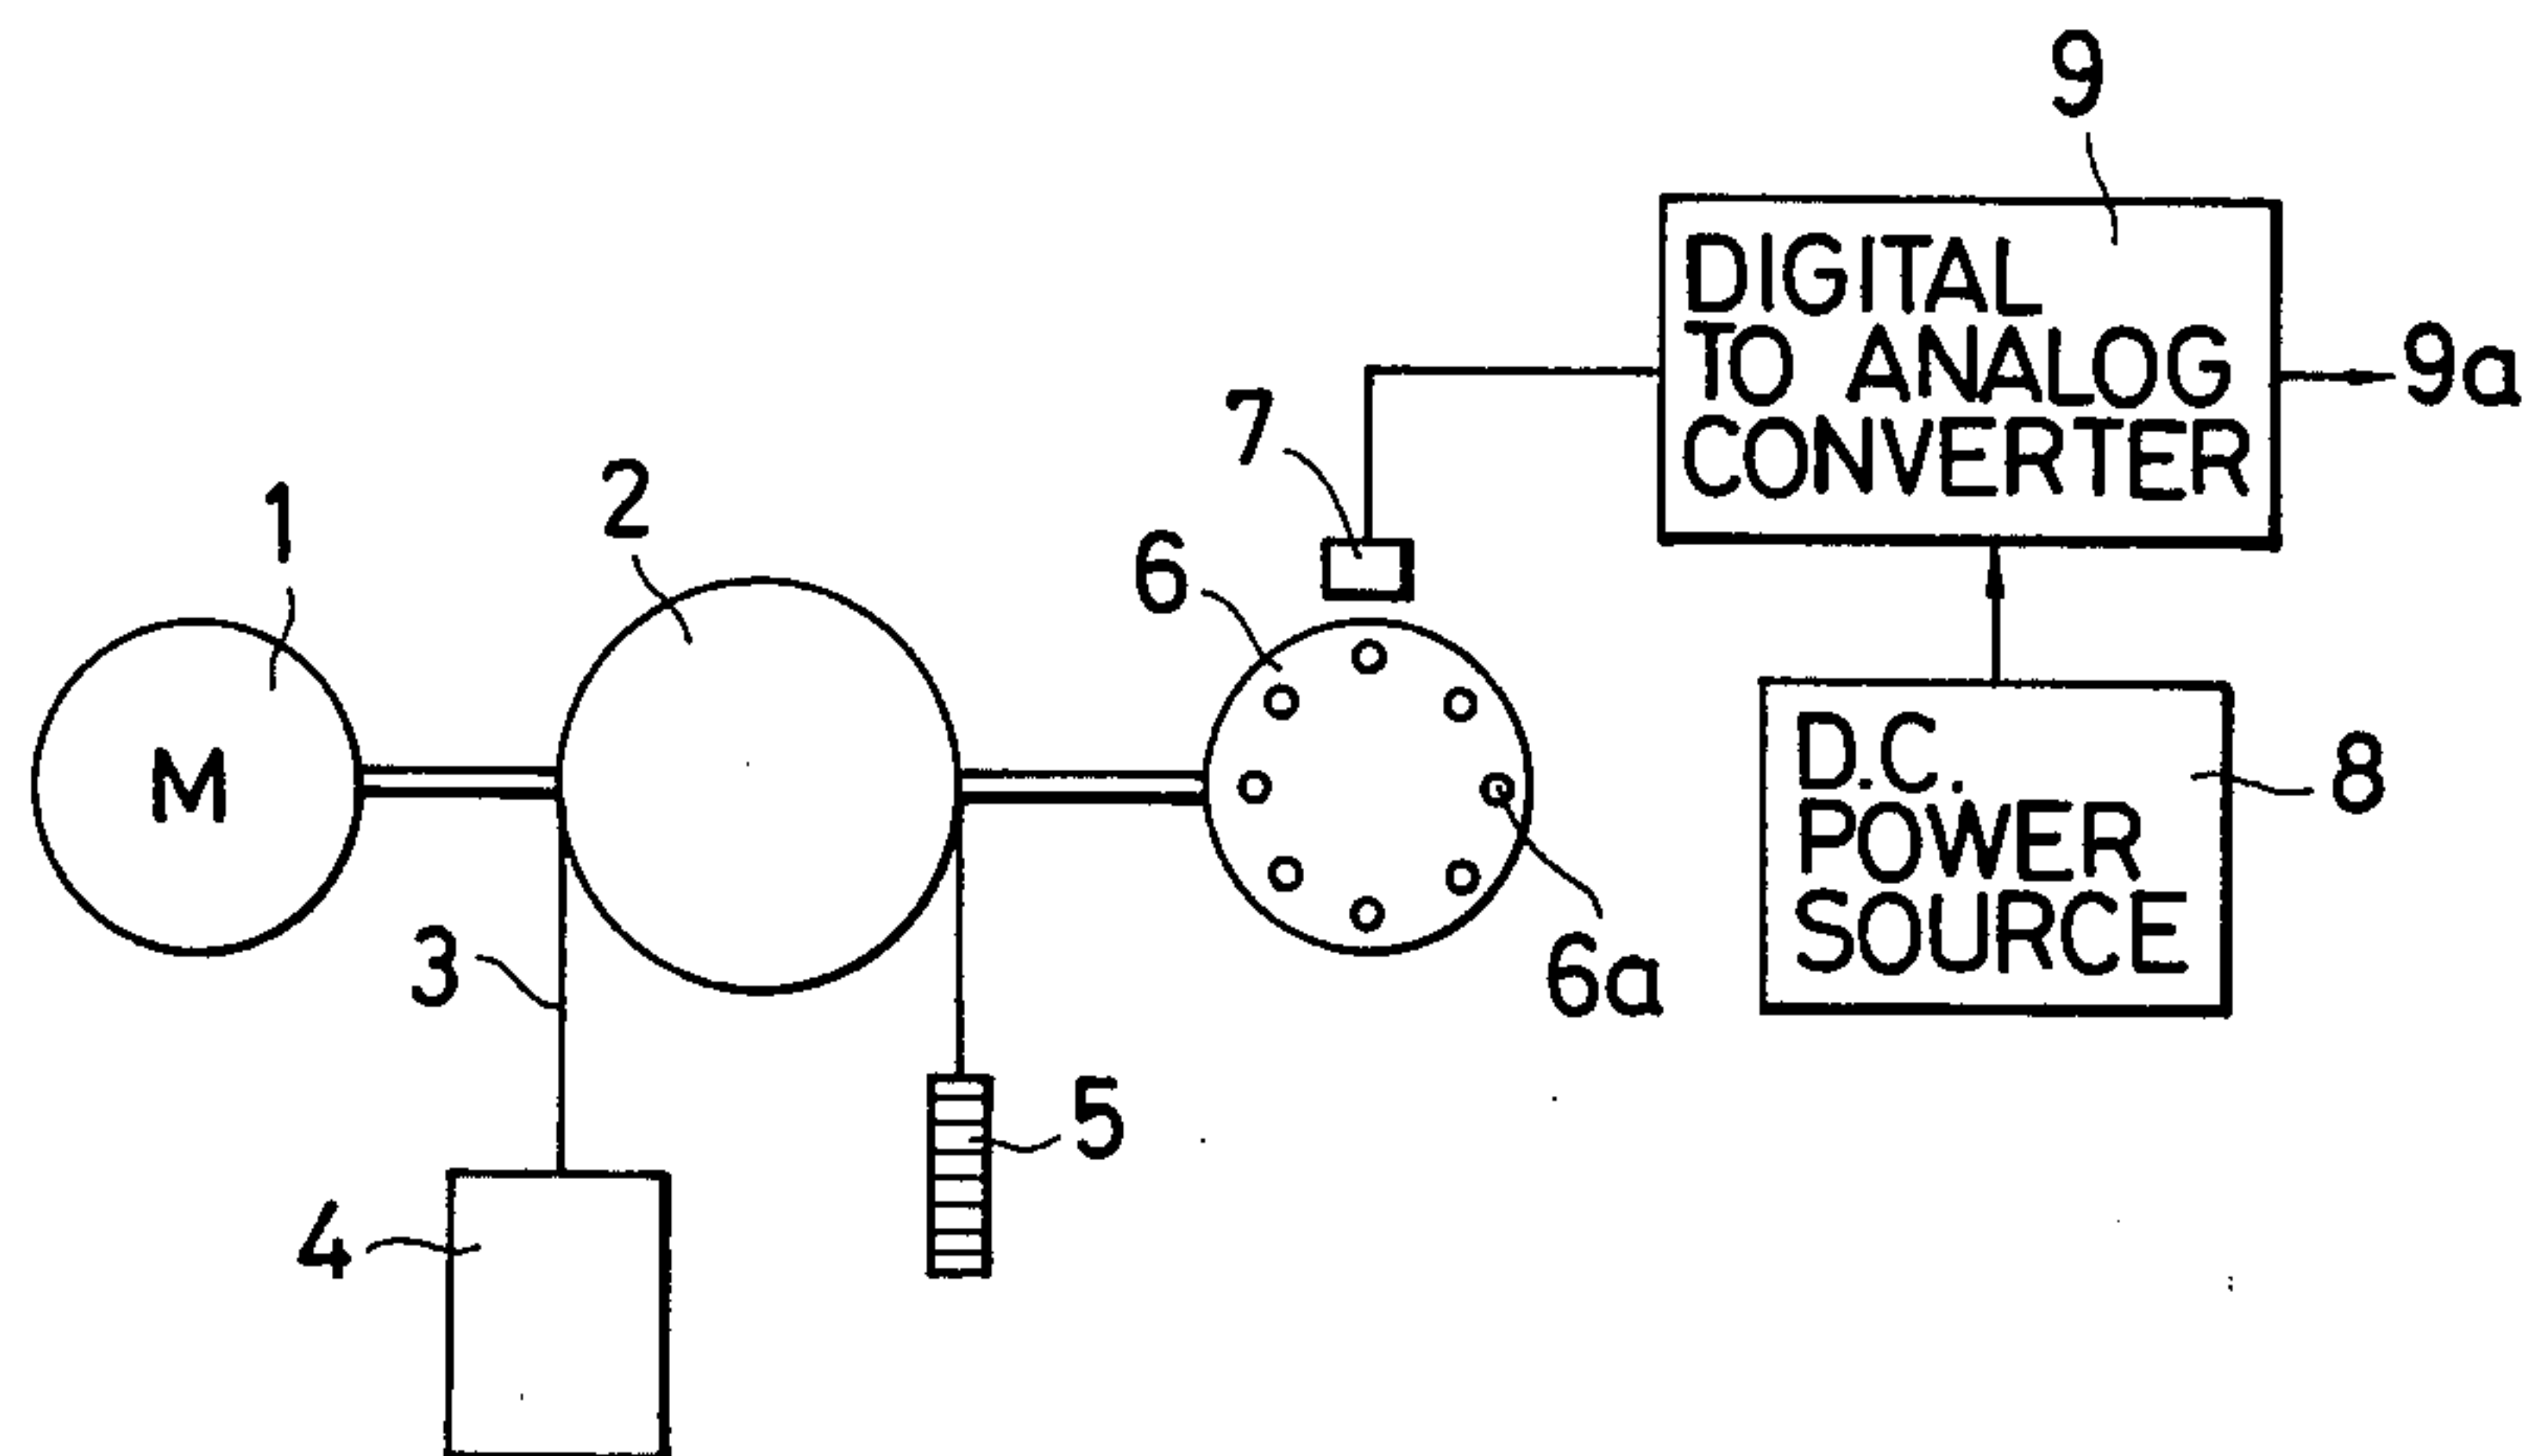 9
DIGITAL
TO ANALOG
CONVERTER
9a
7
1
2
6
M
D.C.
POWER
SOURCE
8
3
6a
5
4